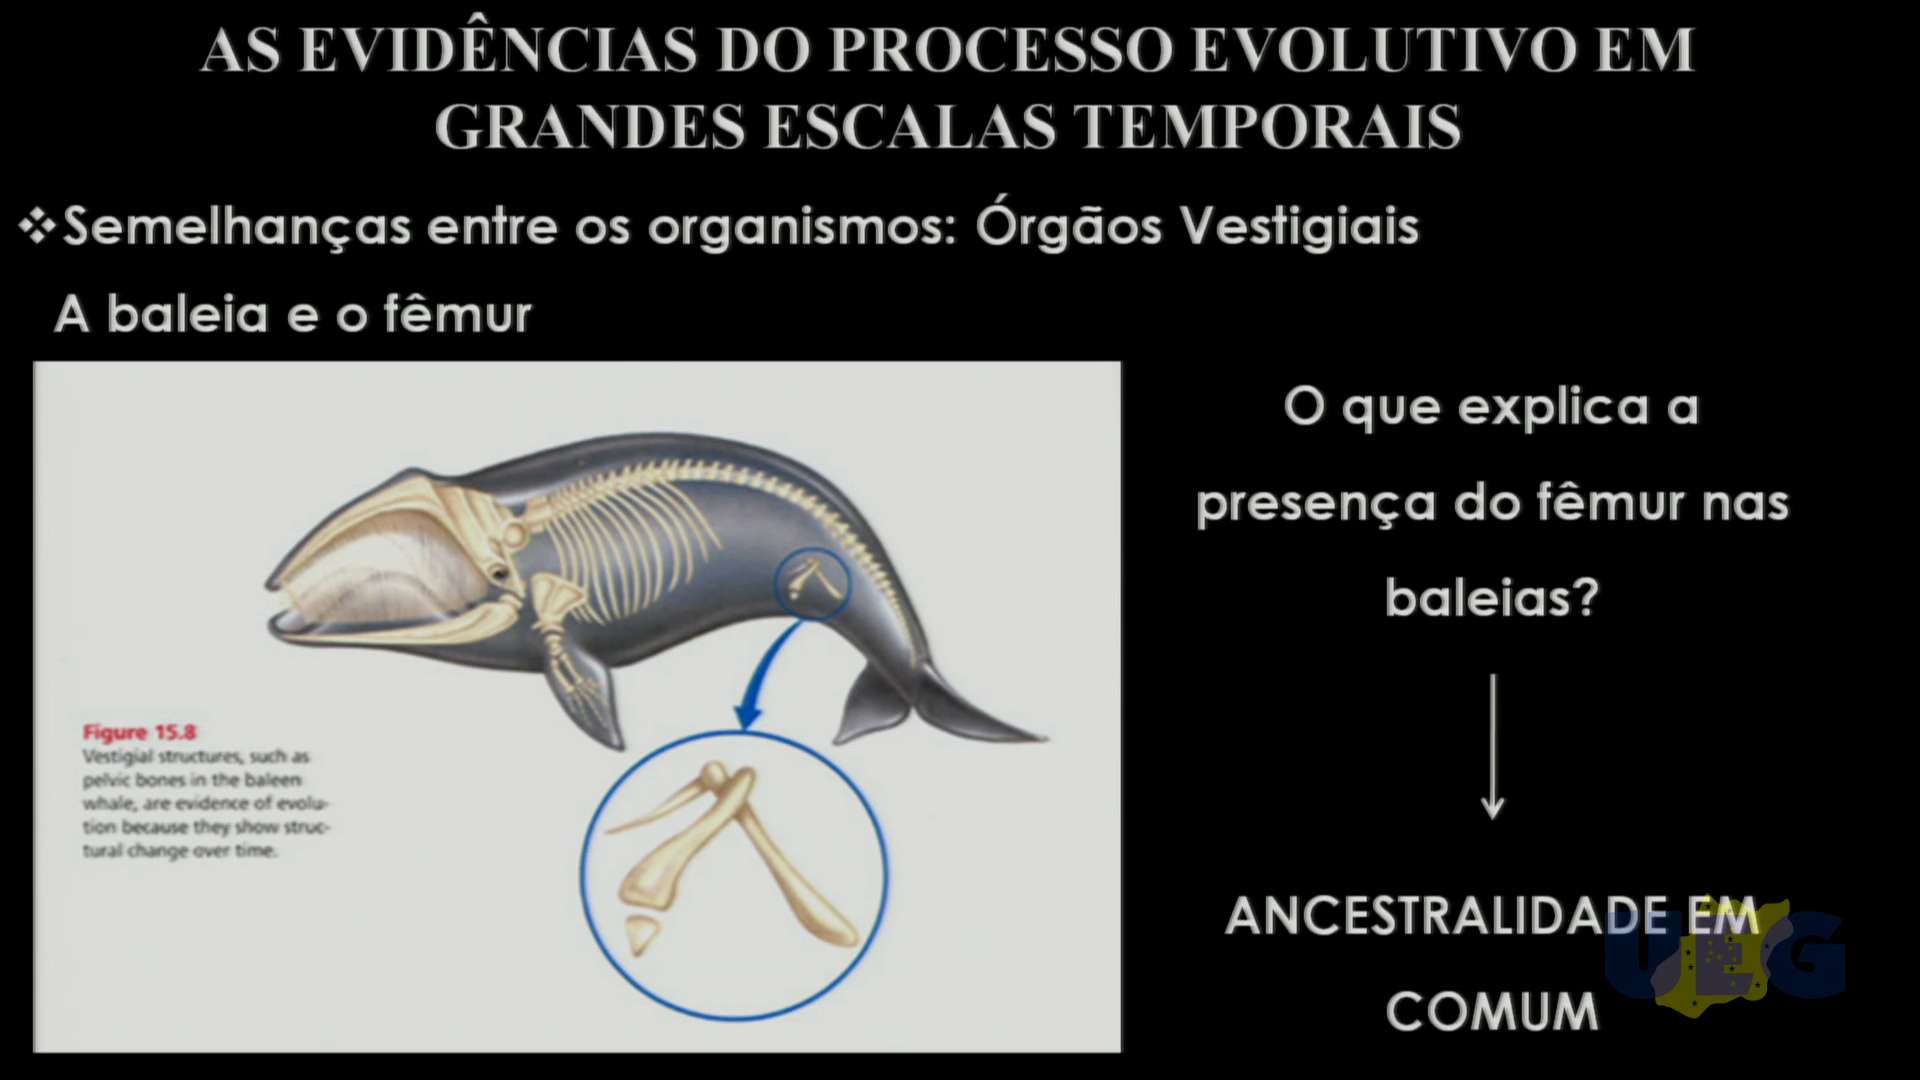 AS EVIDÊNCIAS DO PROCESSO EVOLUTIVO EM
GRANDES ESCALAS TEMPORAIS
❖Semelhanças entre os organismos: Órgãos Vestigiais
A baleia e o fêmur
O que explica a
presença do fêmur nas
baleias?
Figure 15.8
Vestigial structures, such as
pelvic bones in the baleen
whale, are evidence of evolu-
tion because they show struc-
tural change over time.
ANCESTRALIDADE EM
COMUM
UEG